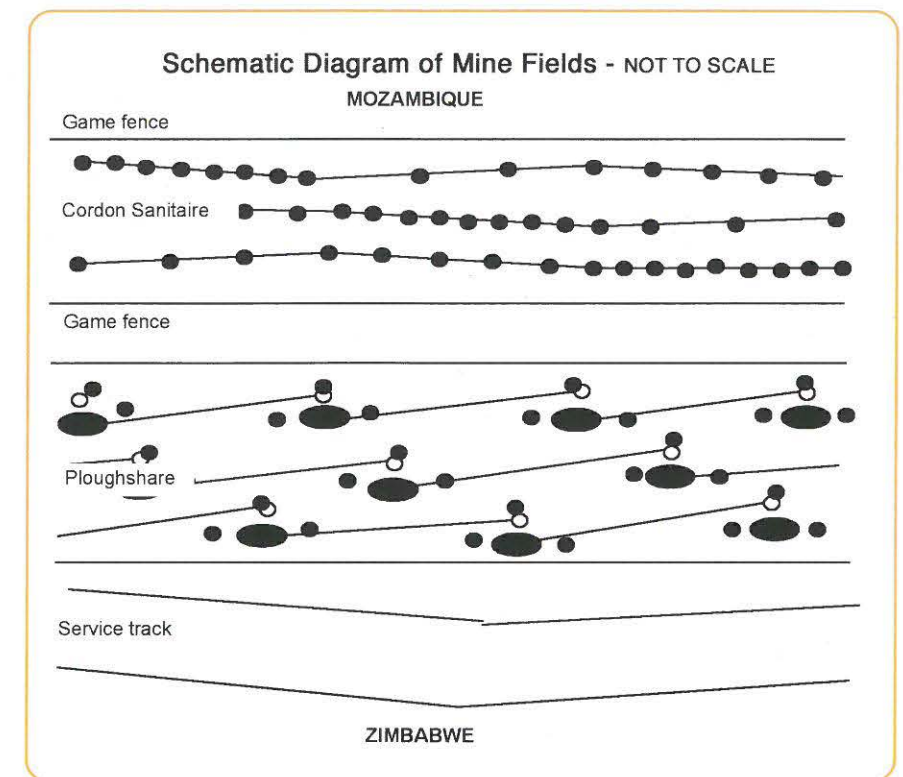 Schematic Diagram of Mine Fields - NOT TO SCALE
MOZAMBIQUE
Game fence
Cordon Sanitaire
Game fence
Ploughshare
Service track
ZIMBABWE